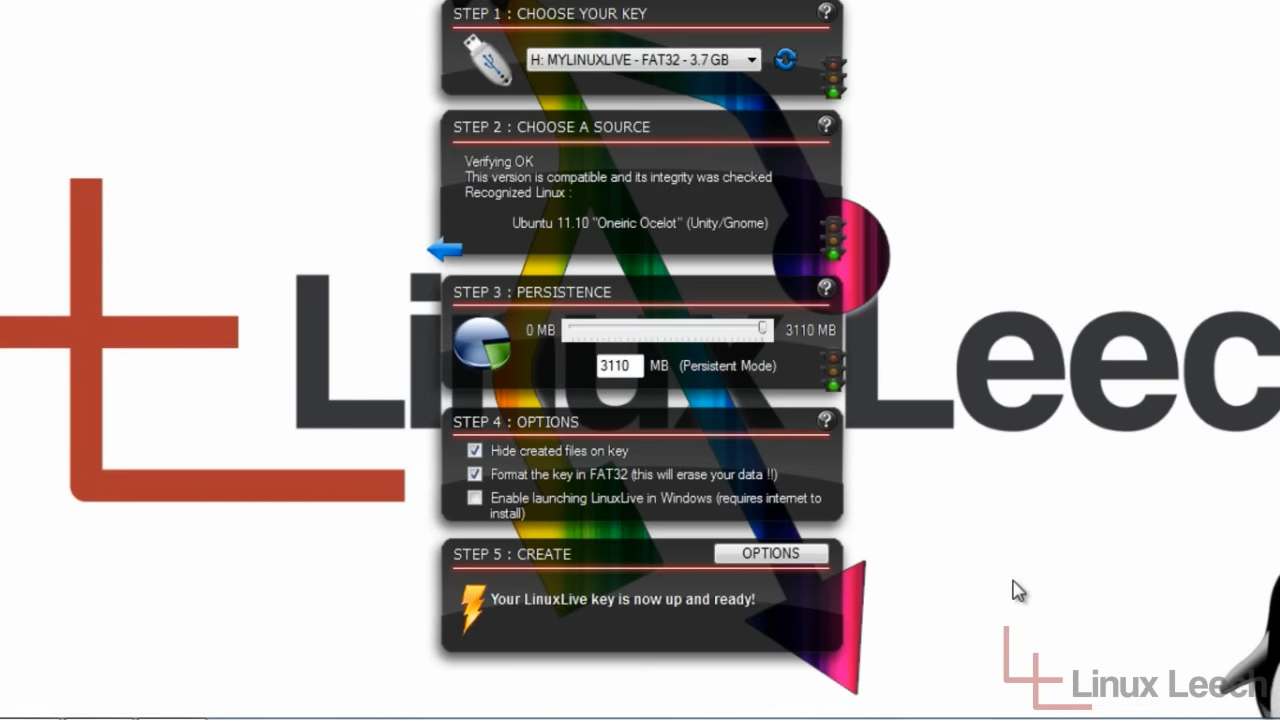 STEP 1 : CHOOSE YOUR KEY
?
H: MYLINUXLIVE - FAT32 - 3.7 GB
STEP 2 : CHOOSE A SOURCE
?
Verifying OK
This version is compatible and its integrity was checked
Recognized Linux :
Ubuntu 11.10 "Oneiric Ocelot" (Unity/Gnome)
Linux Leec
STEP 3 : PERSISTENCE
?
0 MB
3110 MB
3110 MB (Persistent Mode)
STEP 4 : OPTIONS
?
Hide created files on key
Format the key in FAT32 (this will erase your data !!)
Enable launching LinuxLive in Windows (requires internet to
install)
STEP 5 : CREATE
OPTIONS
Your LinuxLive key is now up and ready!
Linux Leech